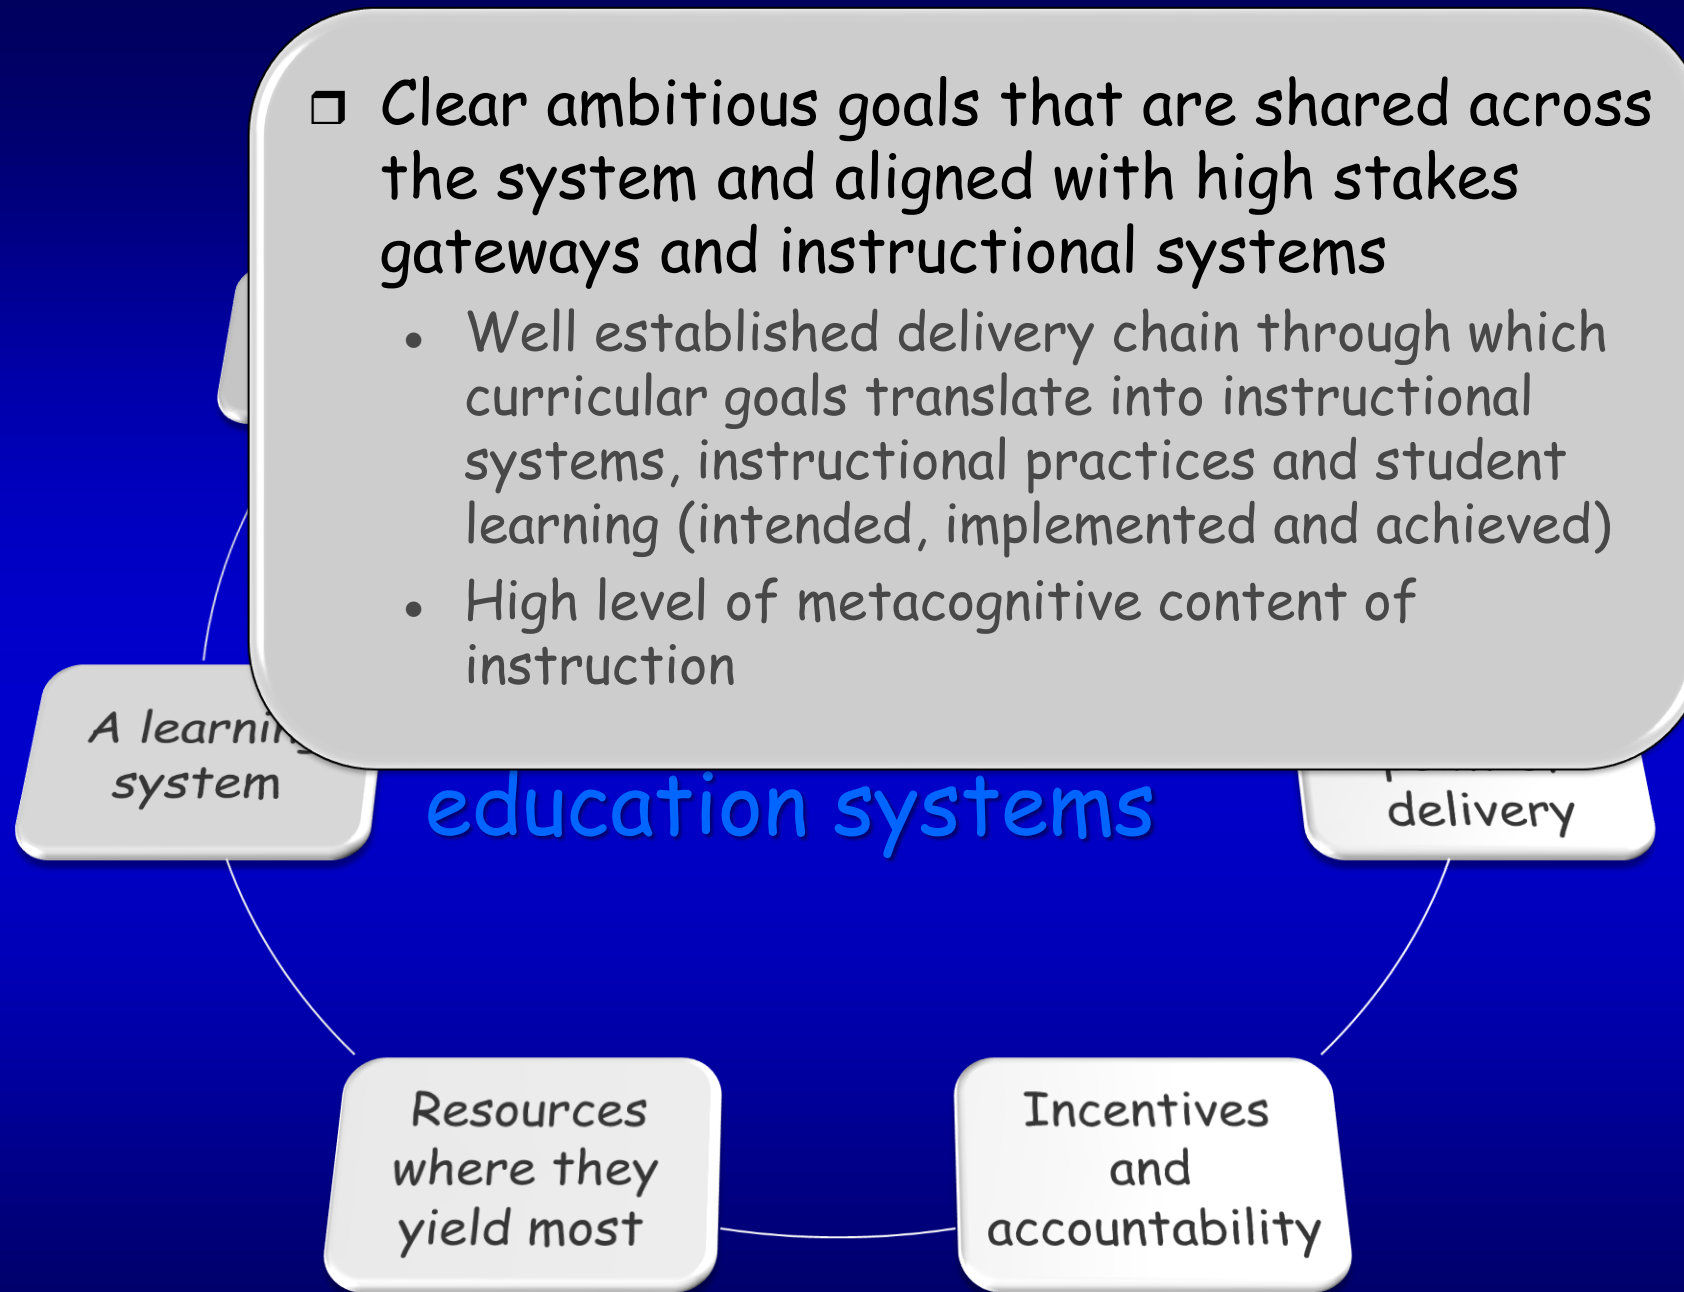 ❒ Clear ambitious goals that are shared across
the system and aligned with high stakes
gateways and instructional systems
• Well established delivery chain through which
curricular goals translate into instructional
systems, instructional practices and student
learning (intended, implemented and achieved)
• High level of metacognitive content of
instruction
A learning
system
education systems
delivery
Resources
where they
yield most
Incentives
and
accountability